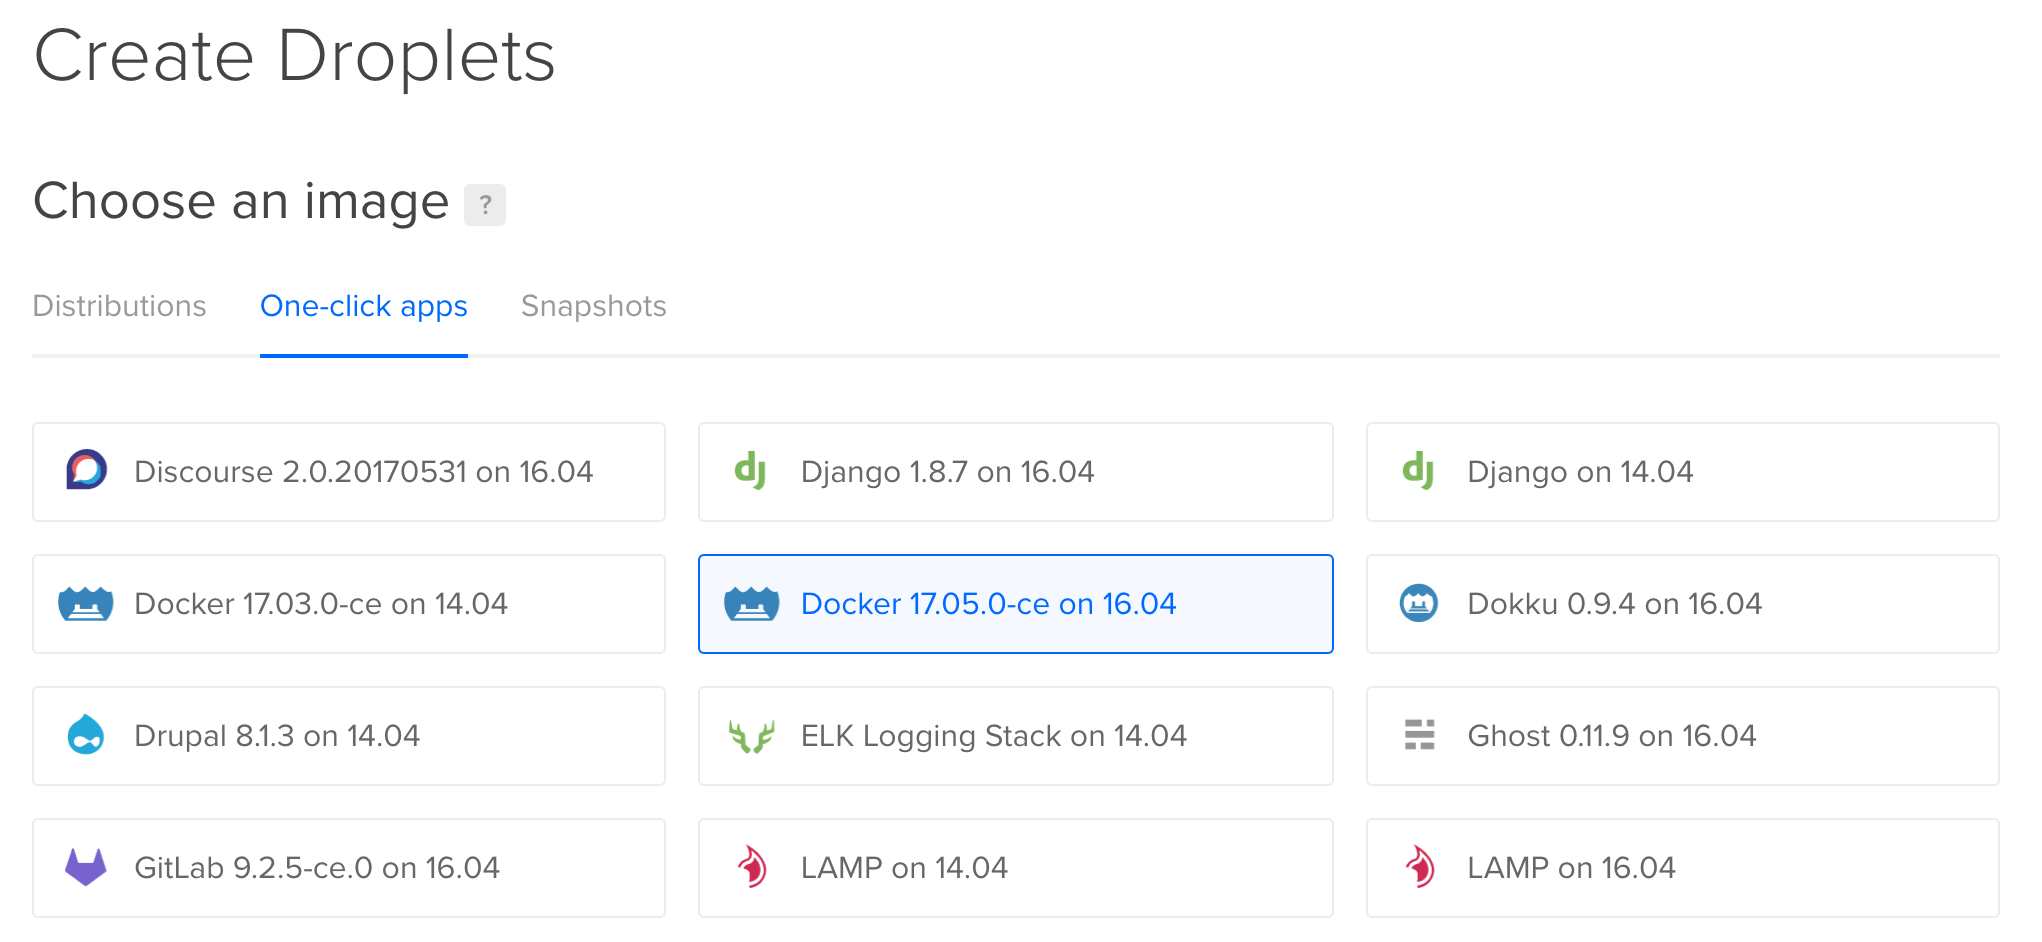 Create Droplets
Choose an image ?
Distributions One-click apps Snapshots
Discourse 2.0.20170531 on 16.04
Django 1.8.7 on 16.04
Django on 14.04
Docker 17.03.0-ce on 14.04
Docker 17.05.0-ce on 16.04
Dokku 0.9.4 on 16.04
Drupal 8.1.3 on 14.04
ELK Logging Stack on 14.04
Ghost 0.11.9 on 16.04
GitLab 9.2.5-ce.0 on 16.04
LAMP on 14.04
LAMP on 16.04